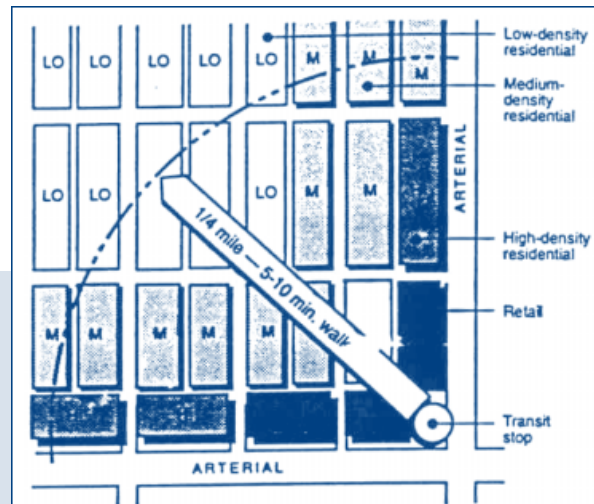 LO LO LO LO LO M M M
Low-density
residential
Medium-
density
residential
LO LO LO M M
ARTERIAL
1/4 mile — 5-10 min. walk
High-density
residential
Retail
M M M M M M
Transit
stop
ARTERIAL